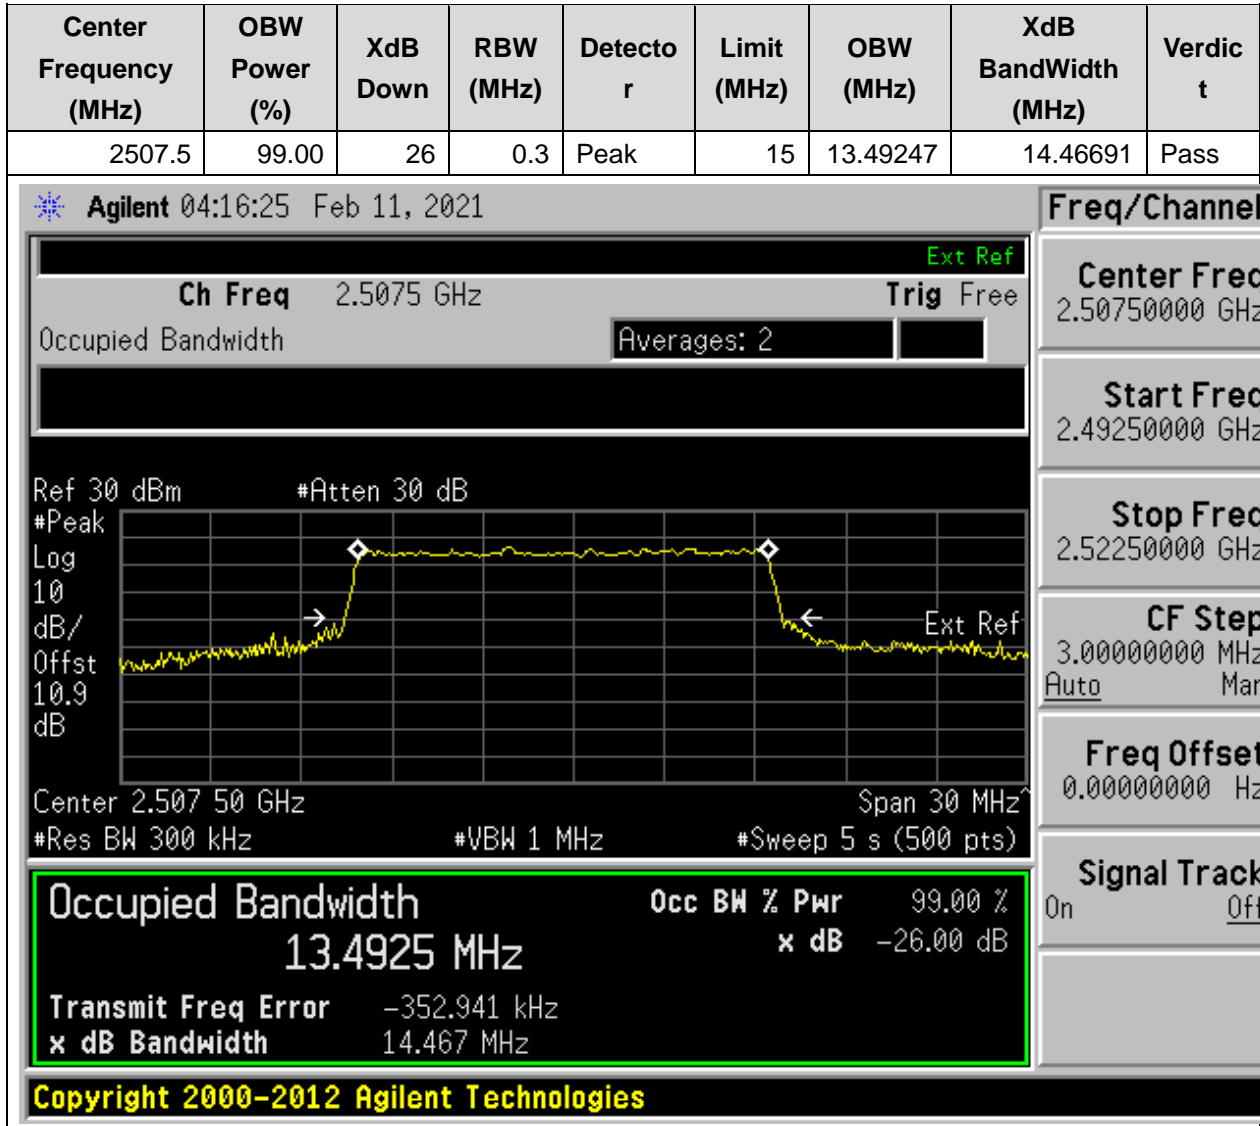 Center Frequency (MHz) OBW Power (%) XdB Down RBW (MHz) Detecto r Limit (MHz) OBW (MHz) XdB BandWidth (MHz) Verdic t
2507.5 99.00 26 0.3 Peak 15 13.49247 14.46691 Pass
Agilent 04:16:25 Feb 11, 2021
Freq/Channel
Ext Ref
Ch Freq 2.5075 GHz Trig Free
Occupied Bandwidth Averages: 2
Center Freq
2.50750000 GHz
Start Freq
2.49250000 GHz
Stop Freq
2.52250000 GHz
CF Step
3.00000000 MHz
Auto Man
Freq Offset
0.00000000 Hz
Signal Track
On Off
Ref 30 dBm #Atten 30 dB
#Peak
Log
10
dB/
Offst
10.9
dB
Ext Ref
Center 2.507 50 GHz Span 30 MHz^
#Res BW 300 kHz #VBW 1 MHz #Sweep 5 s (500 pts)
Occupied Bandwidth
13.4925 MHz
Occ BW % Pwr 99.00 %
x dB -26.00 dB
Transmit Freq Error -352.941 kHz
x dB Bandwidth 14.467 MHz
Copyright 2000-2012 Agilent Technologies